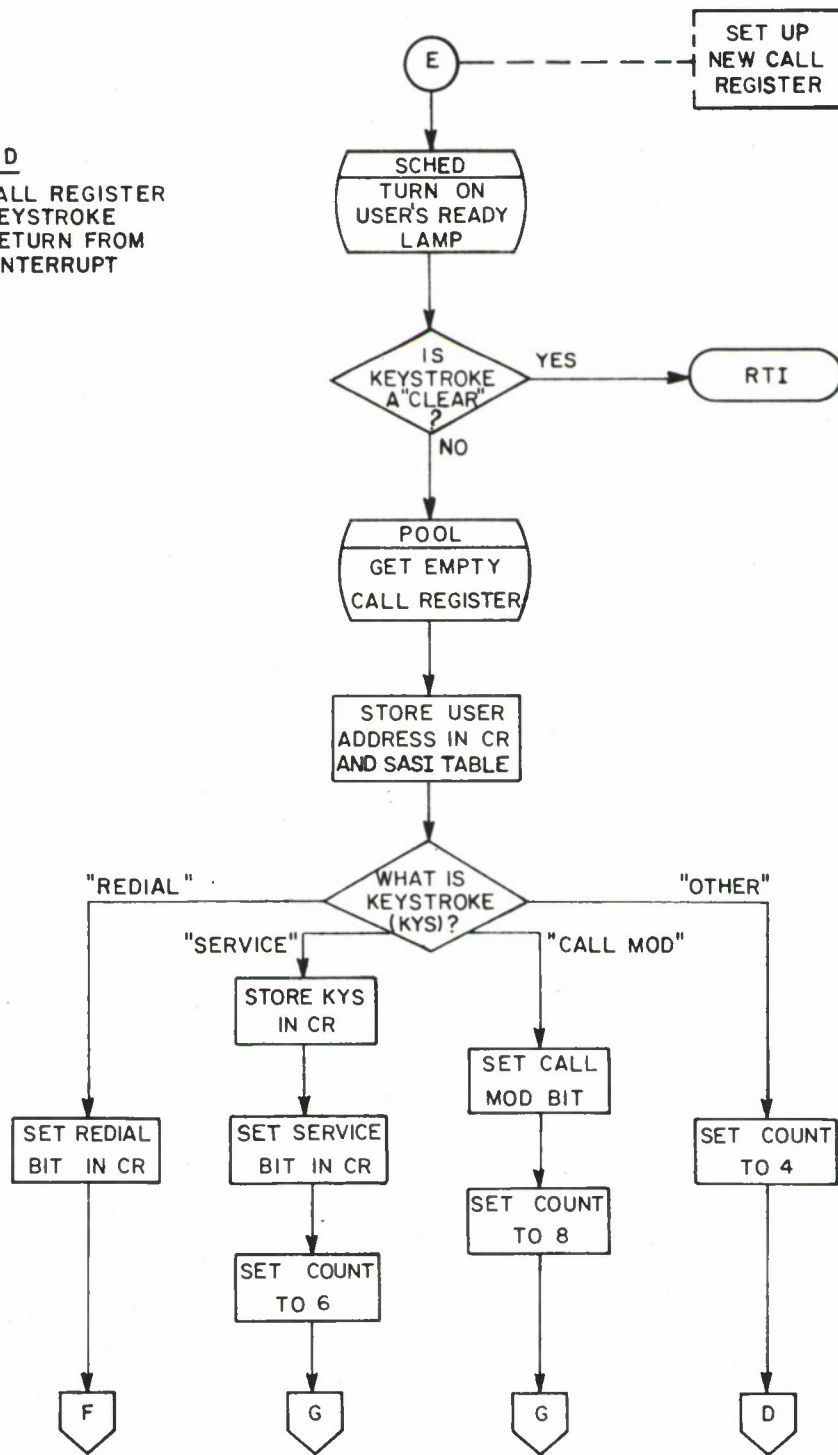 E
SET UP
NEW CALL
REGISTER
D
ALL REGISTER
EYSTROKE
ETURN FROM
NTERRUPT
SCHED
TURN ON
USER'S READY
LAMP
IS
KEYSTROKE
A "CLEAR"
?
YES
RTI
NO
POOL
GET EMPTY
CALL REGISTER
STORE USER
ADDRESS IN CR
AND SASI TABLE
WHAT IS
KEYSTROKE
(KYS)?
"REDIAL"
"OTHER"
"SERVICE"
"CALL MOD"
STORE KYS
IN CR
SET CALL
MOD BIT
SET REDIAL
BIT IN CR
SET SERVICE
BIT IN CR
SET COUNT
TO 4
SET COUNT
TO 8
SET COUNT
TO 6
F
G
G
D